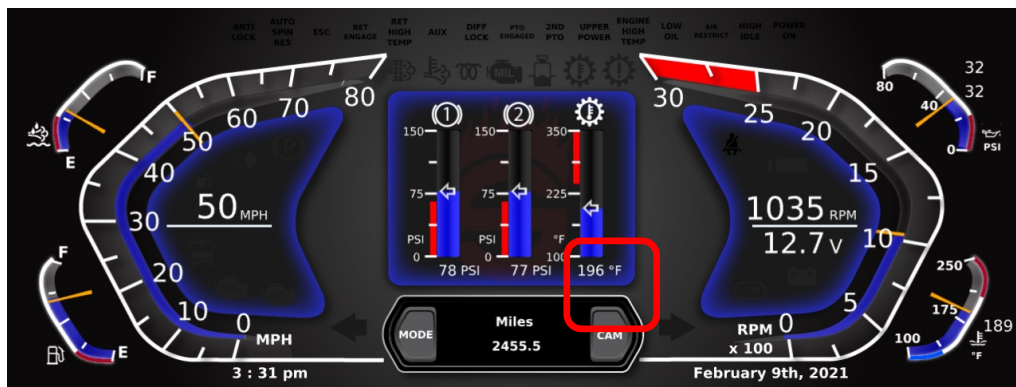 ANTI LOCK
AUTO SPIN RES
ESC
RET ENGAGE
RET HIGH TEMP
AUX
DIFF LOCK
PTO ENGAGED
2ND PTO
UPPER POWER
ENGINE HIGH TEMP
LOW OIL
AIR RESTRICT
HIGH IDLE
POWER ON
MIL
F
E
F
E
80
70
60
50
40
30
20
10
0
MPH
50 MPH
3 : 31 pm
1
150
75
PSI
0
78 PSI
2
150
75
PSI
0
77 PSI
350
225
°F
100
196 °F
MODE
Miles
2455.5
CAM
30
25
20
15
10
5
0
RPM
x 100
1035 RPM
12.7 V
February 9th, 2021
80
40
0
32
32
PSI
250
175
100
189
°F